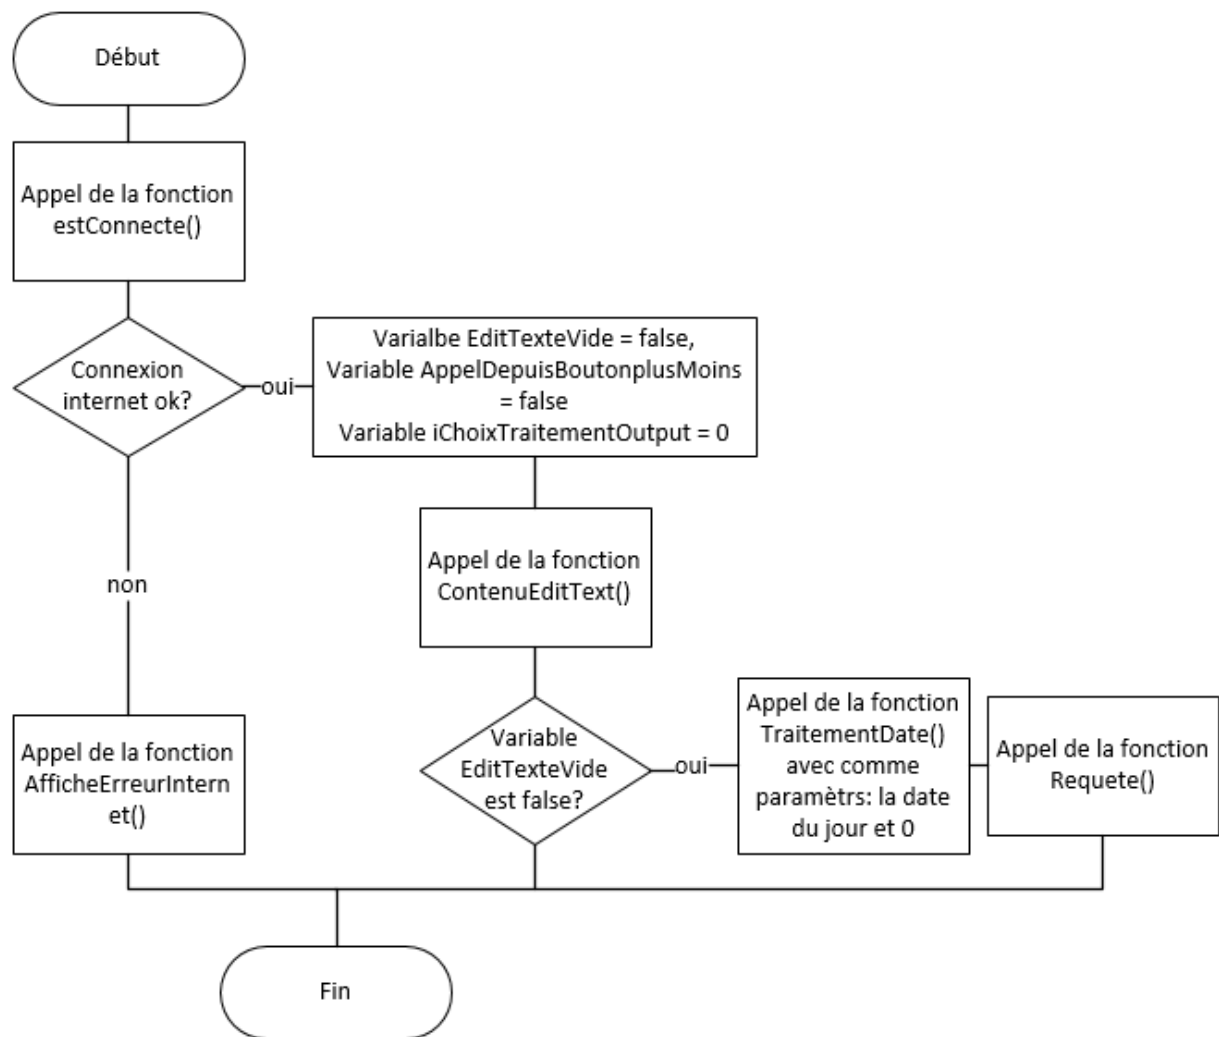 Début
Appel de la fonction
estConnecte()
Connexion
internet ok?
oui
Varialbe EditTexteVide = false,
Variable AppelDepuisBoutonplusMoins
= false
Variable iChoixTraitementOutput = 0
Appel de la fonction
ContenuEditText()
non
Variable
EditTexteVide
est false?
oui
Appel de la fonction
TraitementDate()
avec comme
paramètrs: la date
du jour et 0
Appel de la fonction
Requete()
Appel de la fonction
AfficheErreurIntern
et()
Fin